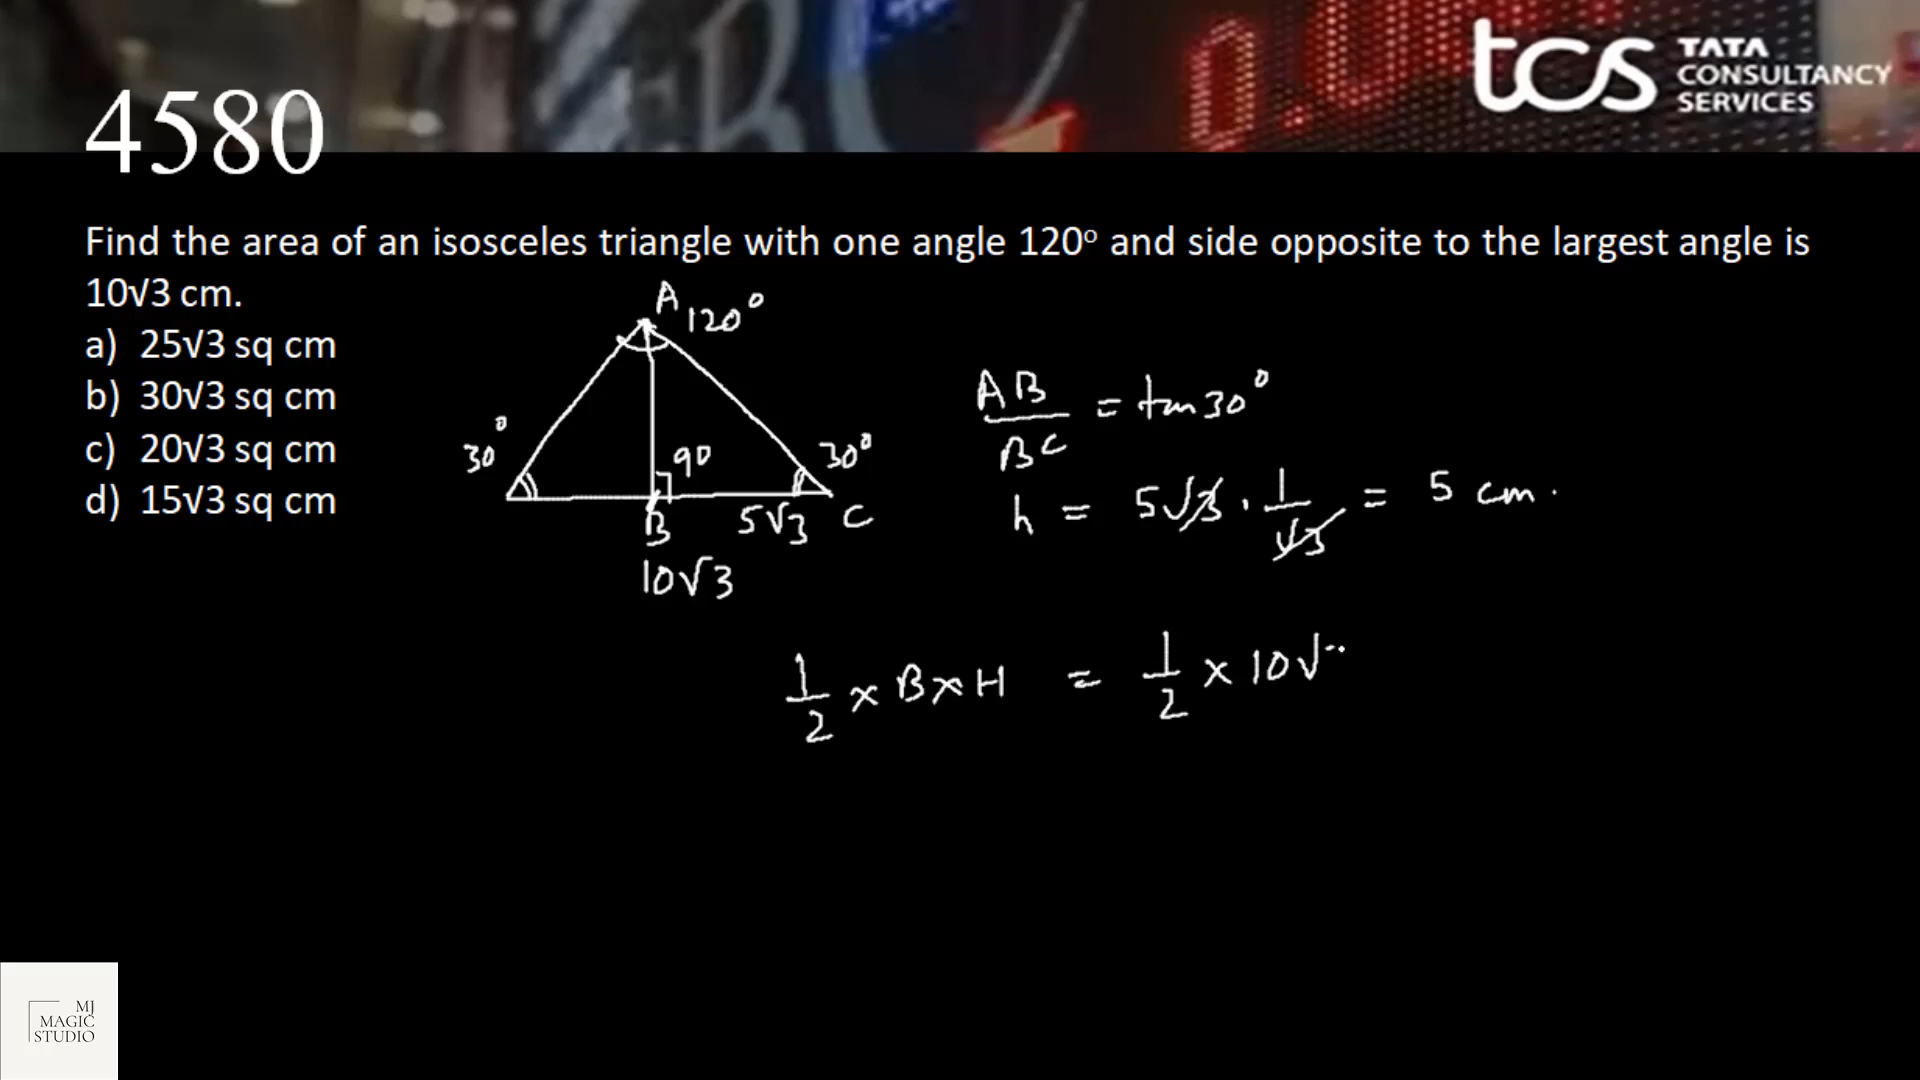 tcs TATA
CONSULTANCY
SERVICES
4580
Find the area of an isosceles triangle with one angle 120° and side opposite to the largest angle is
10√3 cm.
a) 25√3 sq cm
b) 30√3 sq cm
c) 20√3 sq cm
d) 15√3 sq cm
A 120°
30°
90
30°
B 5√3 C
10√3
AB/BC = tan 30°
h = 5√3 . 1/√3 = 5 cm.
1/2 × B × H = 1/2 × 10√
MJ
MAGIC
STUDIO